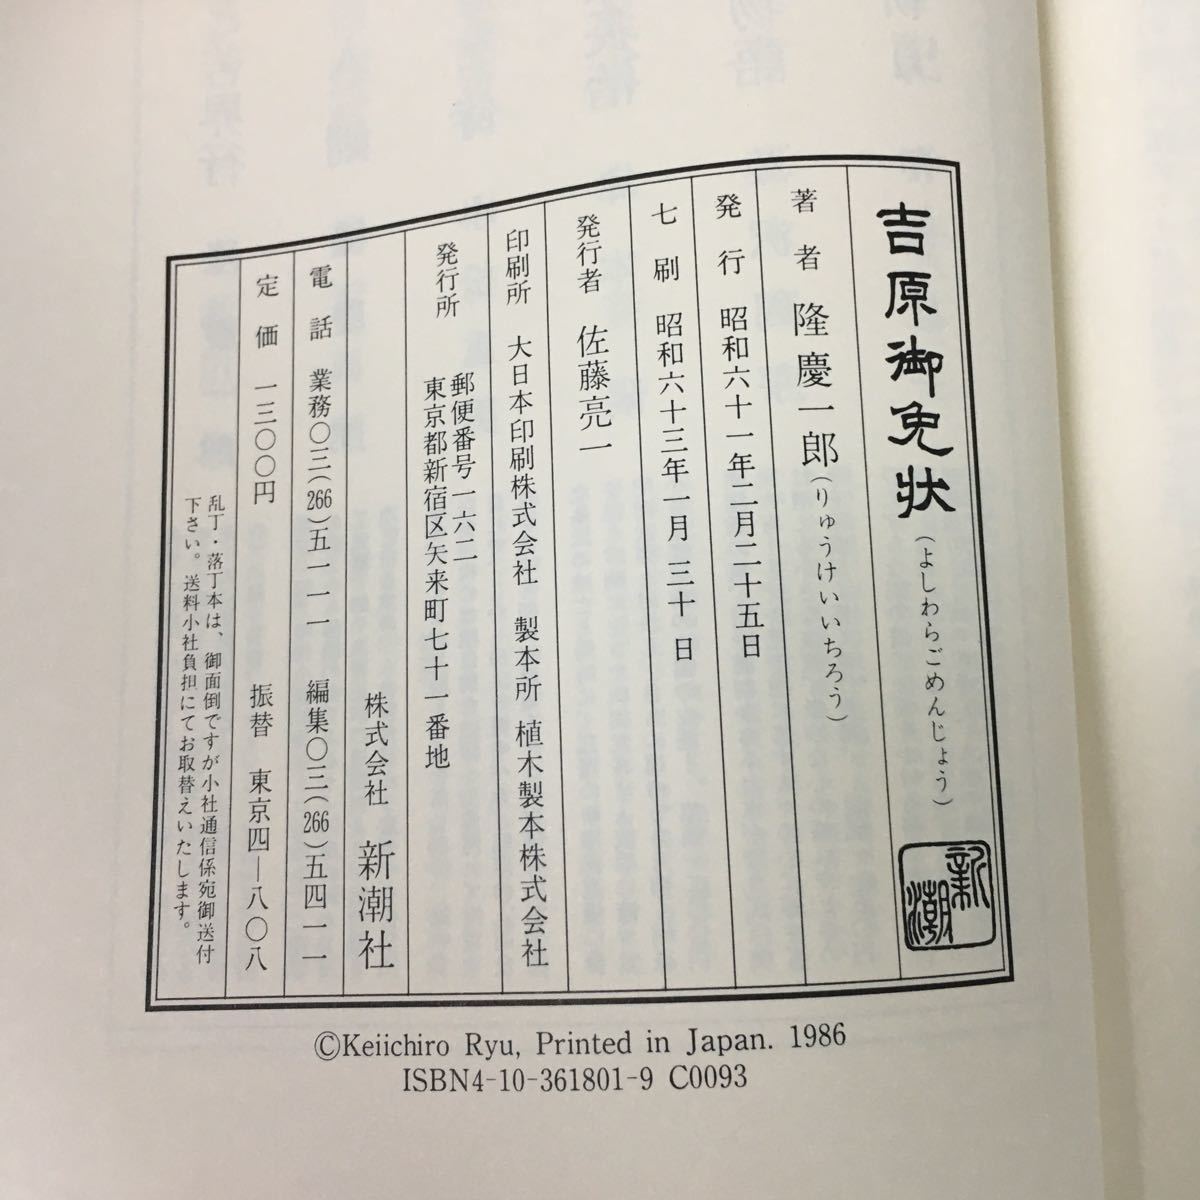 吉原御免状(よしわらごめんじょう)
新潮
著者 隆慶一郎(りゅうけいいちろう)
発行 昭和六十一年二月二十五日
七刷 昭和六十三年一月三十日
発行者 佐藤亮一
印刷所 大日本印刷株式会社 製本所 植木製本株式会社
発行所 郵便番号一六二
東京都新宿区矢来町七十一番地
株式会社 新潮社
電話 業務〇三(266)五一一一 編集〇三(266)五四一一
定価 一三〇〇円 振替 東京四―八〇八
乱丁・落丁本は、御面倒ですが小社通信係宛御送付
下さい。送料小社負担にてお取替えいたします。
©Keiichiro Ryu, Printed in Japan. 1986
ISBN4-10-361801-9 C0093